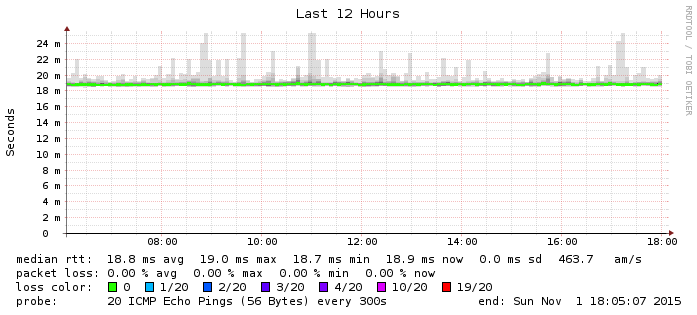 Last 12 Hours
RRDTOOL / TOBI OETIKER
Seconds
24 m
22 m
20 m
18 m
16 m
14 m
12 m
10 m
8 m
6 m
4 m
2 m
0
08:00 10:00 12:00 14:00 16:00 18:00
median rtt: 18.8 ms avg 19.0 ms max 18.7 ms min 18.9 ms now 0.0 ms sd 463.7 am/s
packet loss: 0.00 % avg 0.00 % max 0.00 % min 0.00 % now
loss color: 0 1/20 2/20 3/20 4/20 10/20 19/20
probe: 20 ICMP Echo Pings (56 Bytes) every 300s end: Sun Nov 1 18:05:07 2015